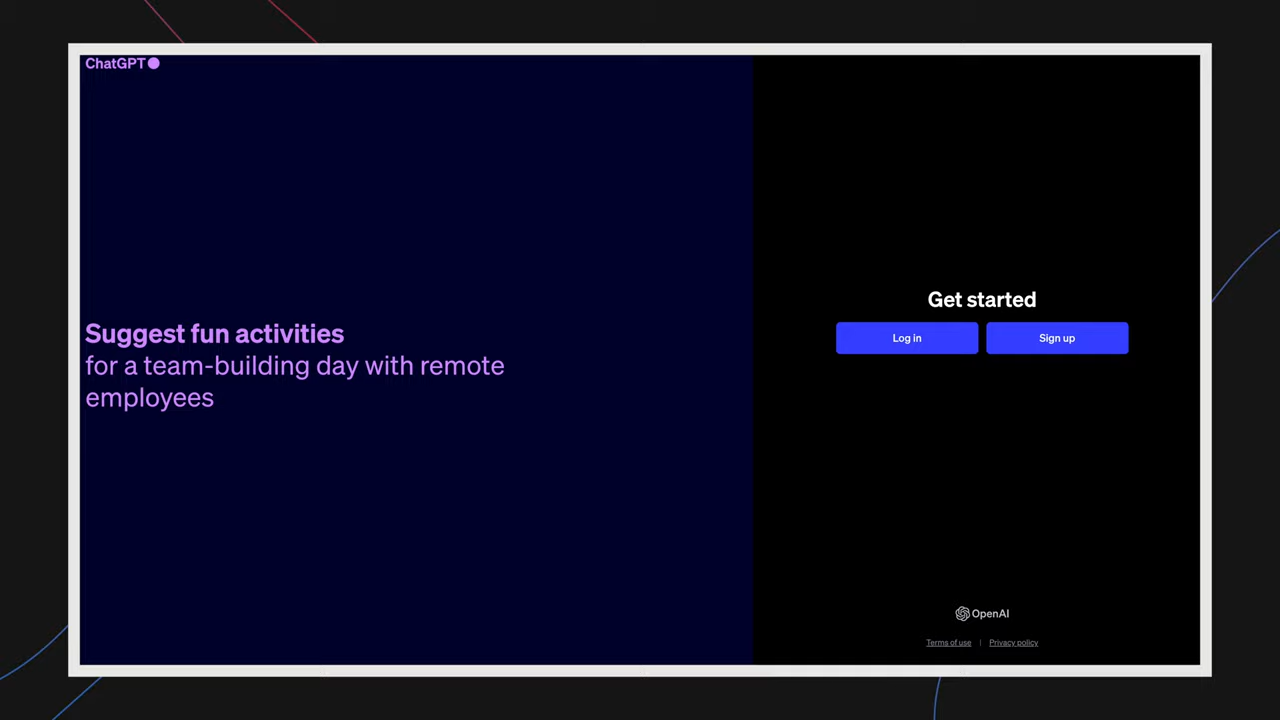 ChatGPT
Suggest fun activities
for a team-building day with remote
employees
Get started
Log in
Sign up
OpenAI
Terms of use | Privacy policy